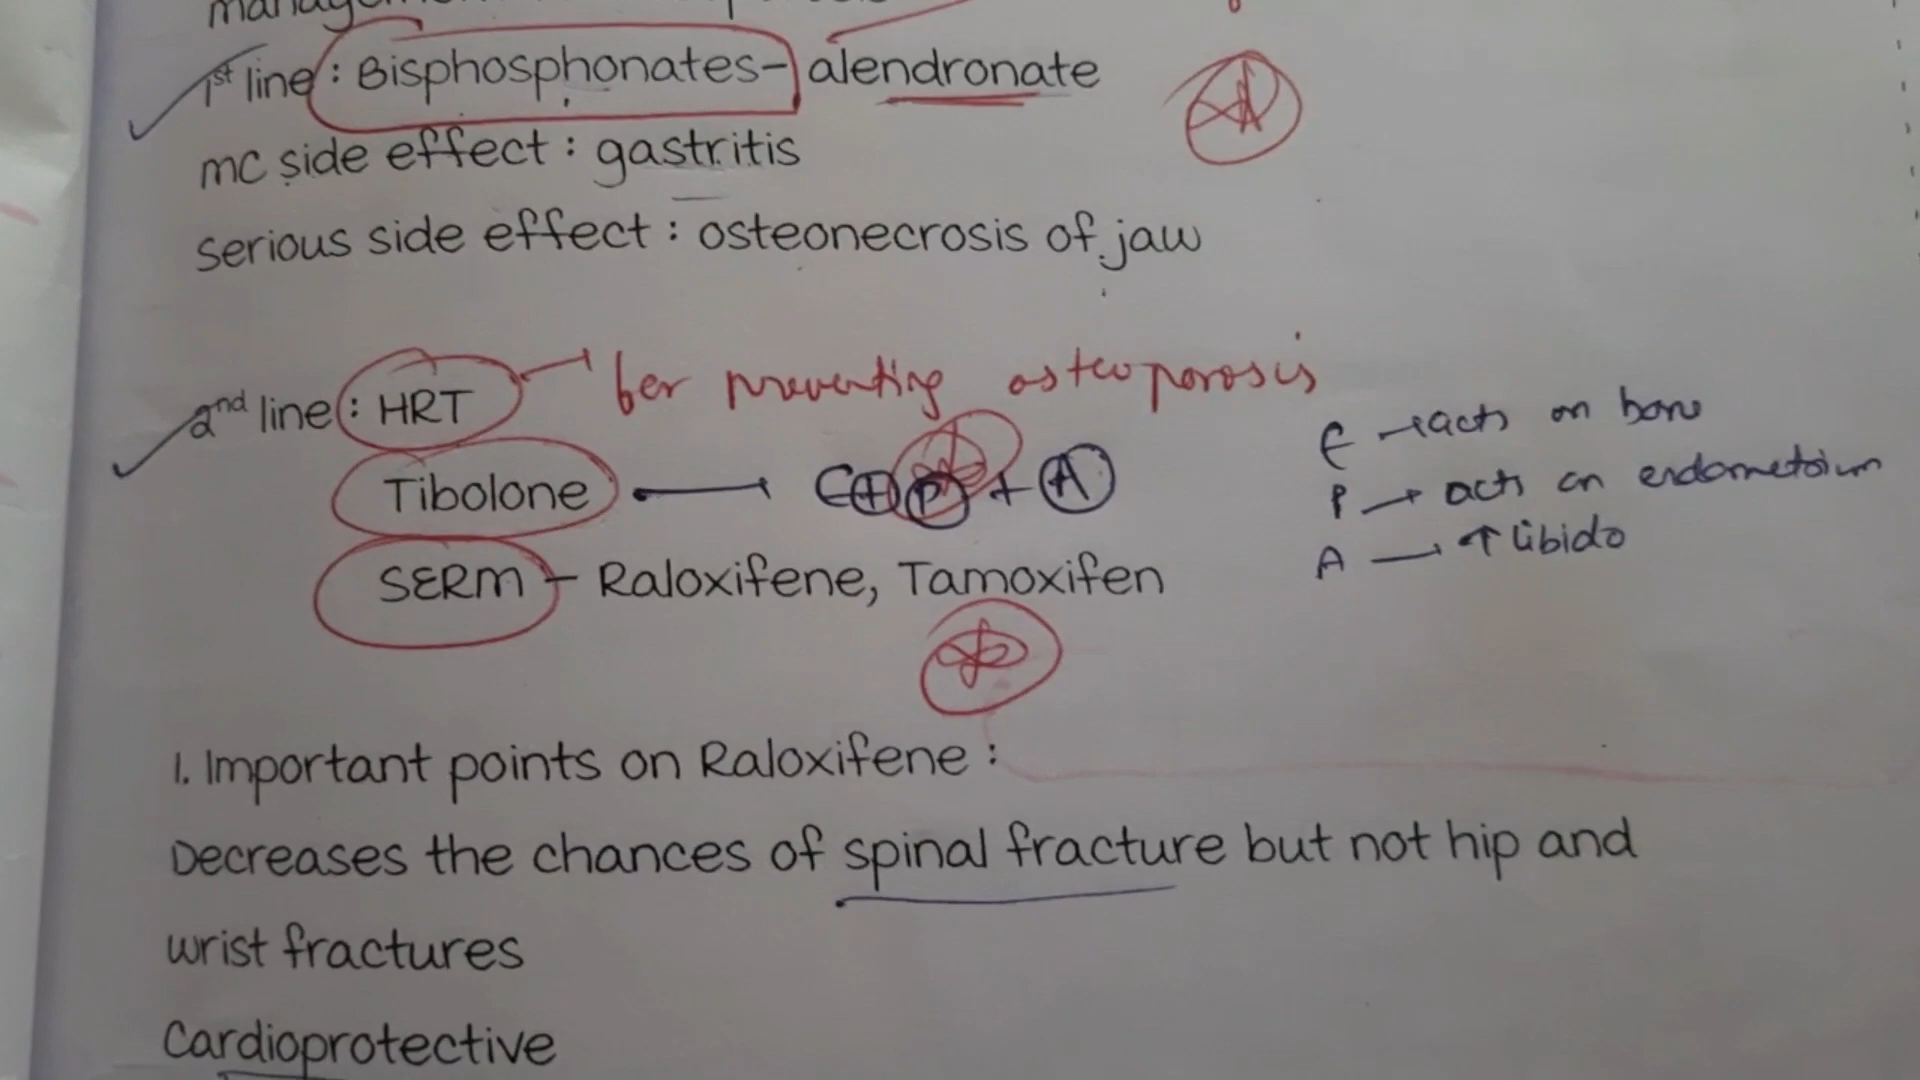 management
1st line : Bisphosphonates- alendronate
mc side effect : gastritis
serious side effect : osteonecrosis of jaw
2nd line : HRT for preventing osteoporosis
Tibolone → E + P + A
SERM - Raloxifene, Tamoxifen
E → acts on bone
P → acts on endometrium
A → ↑ libido
1. Important points on Raloxifene :
Decreases the chances of spinal fracture but not hip and
wrist fractures
Cardioprotective